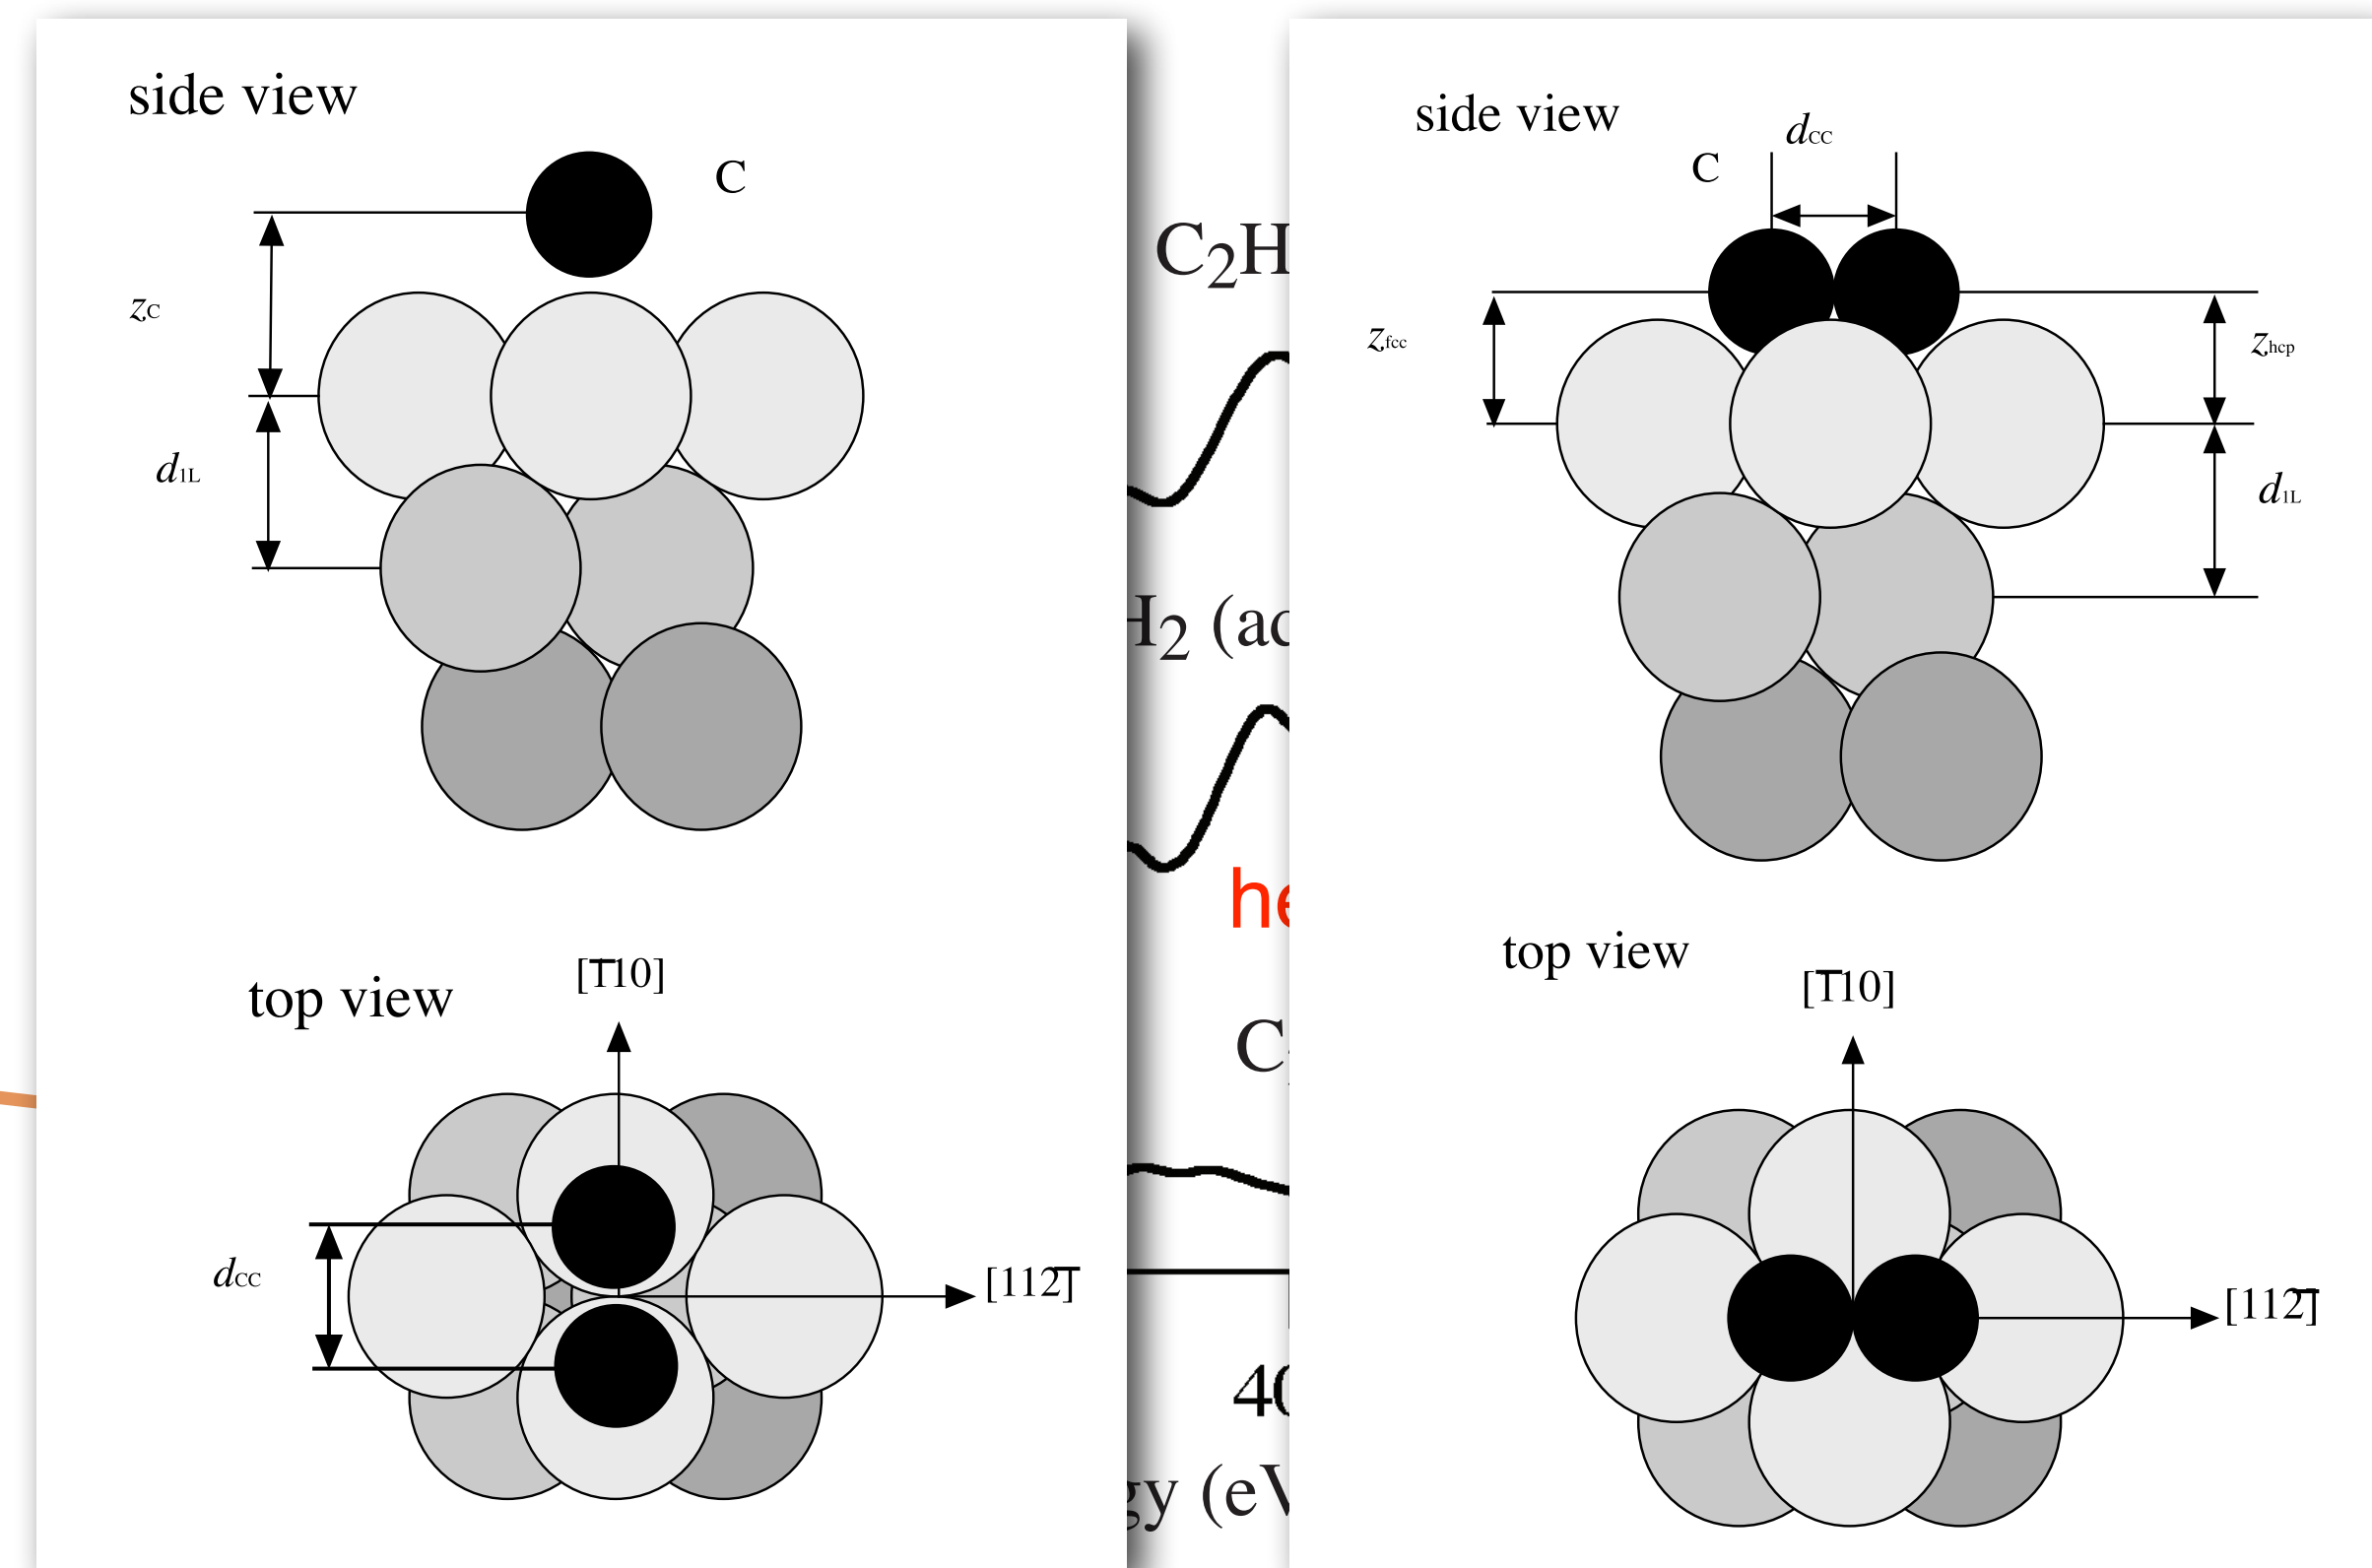 side view
C
zC
d1L
top view
[1̅10]
dCC
[112̅]
C2H
H2 (ad
he
C
40
gy (eV
side view
dCC
C
zfcc
zhcp
d1L
top view
[1̅10]
[112̅]